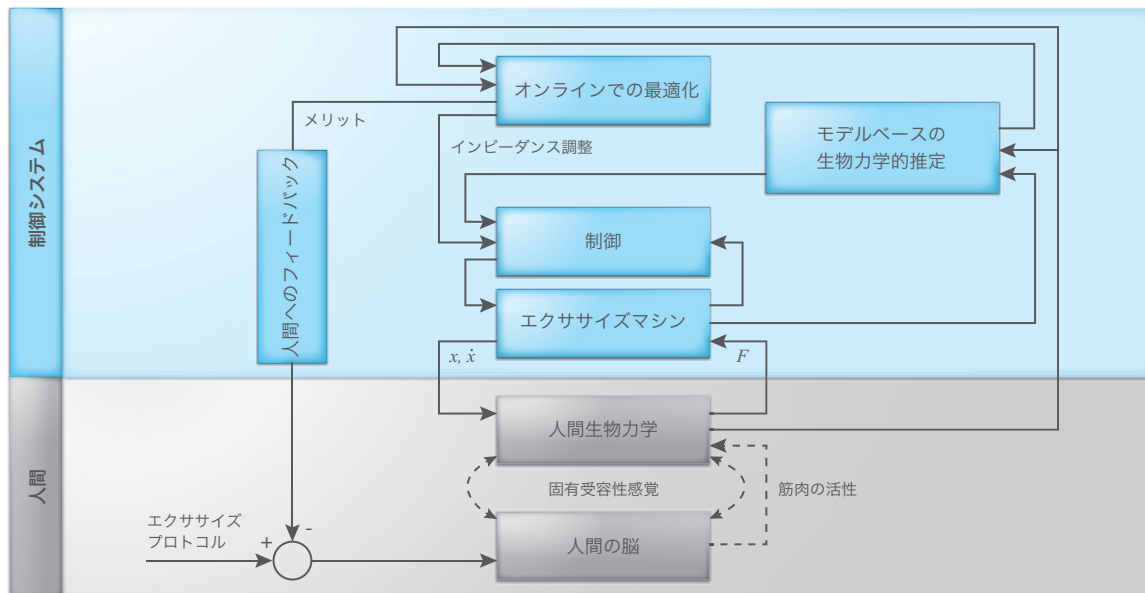 制御システム
オンラインでの最適化
メリット
インピーダンス調整
モデルベースの
生物力学的推定
人間へのフィードバック
制御
エクササイズマシン
x, ẋ
F
人間
人間生物力学
固有受容性感覚
筋肉の活性
人間の脳
エクササイズ
プロトコル
+
-